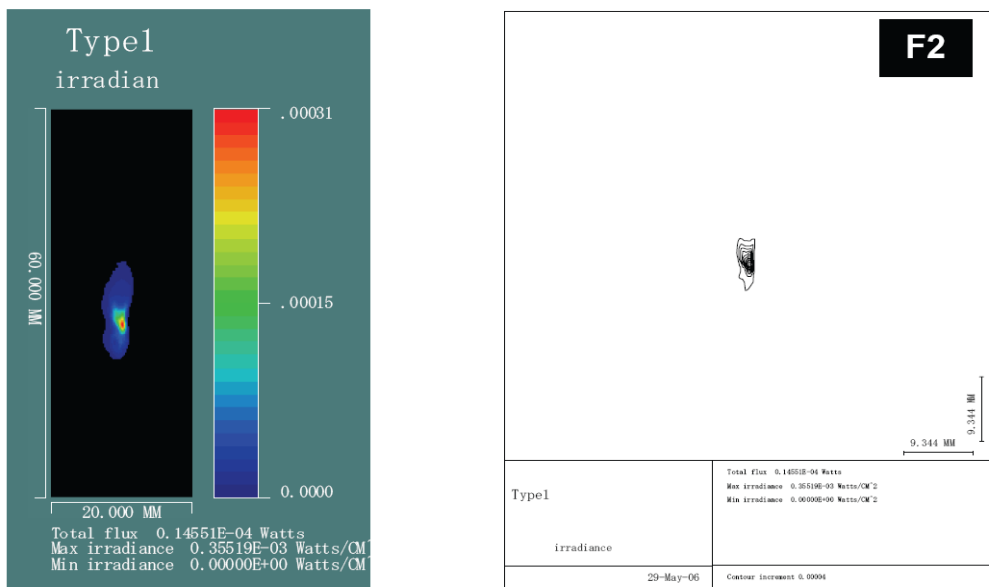 Type1
irradian
.00031
60.000 MM
.00015
0.0000
20.000 MM
Total flux 0.14551E-04 Watts
Max irradiance 0.35519E-03 Watts/CM^
Min irradiance 0.00000E+00 Watts/CM^
F2
9.344 MM
9.344 MM
Total flux 0.14551E-04 Watts
Max irradiance 0.35519E-03 Watts/CM^2
Min irradiance 0.00000E+00 Watts/CM^2
Type1
irradiance
29-May-06
Contour increment 0.00004